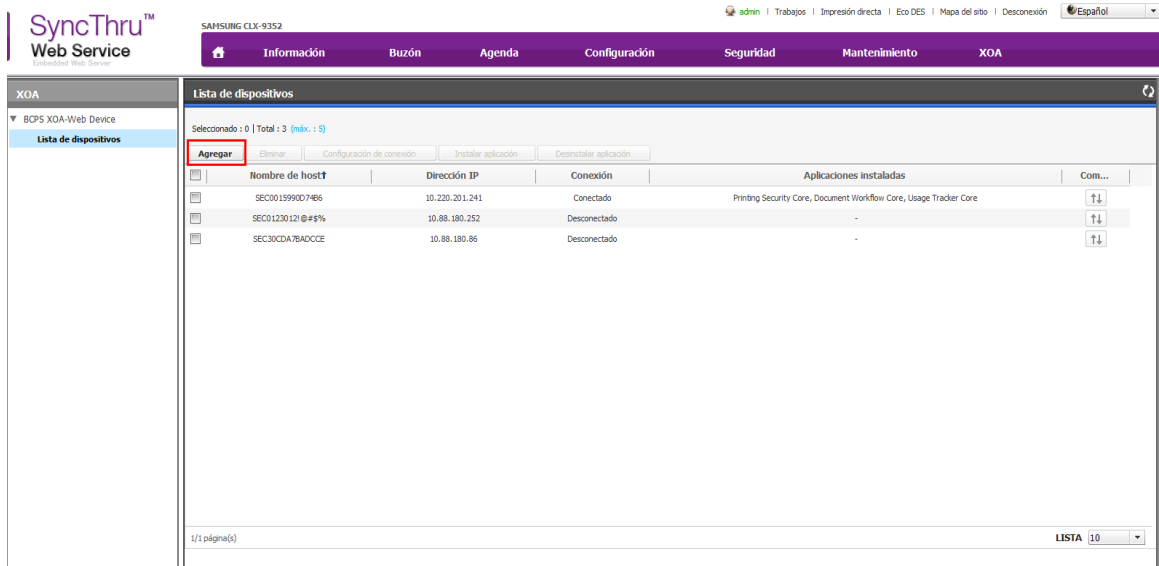 SyncThru™
Web Service
Embedded Web Server
SAMSUNG CLX-9352
admin | Trabajos | Impresión directa | Eco DES | Mapa del sitio | Desconexión Español
Información Buzón Agenda Configuración Seguridad Mantenimiento XOA
XOA
BCPS XOA-Web Device
Lista de dispositivos
Lista de dispositivos
Seleccionado : 0 | Total : 3 (máx. : 5)
Agregar Eliminar Configuración de conexión Instalar aplicación Desinstalar aplicación
Nombre de host Dirección IP Conexión Aplicaciones instaladas Com...
SEC0015990D74B6 10.220.201.241 Conectado Printing Security Core, Document Workflow Core, Usage Tracker Core
SEC0123012!@#$% 10.88.180.252 Desconectado -
SEC30CDA7BADCCE 10.88.180.86 Desconectado -
1/1 página(s) LISTA 10